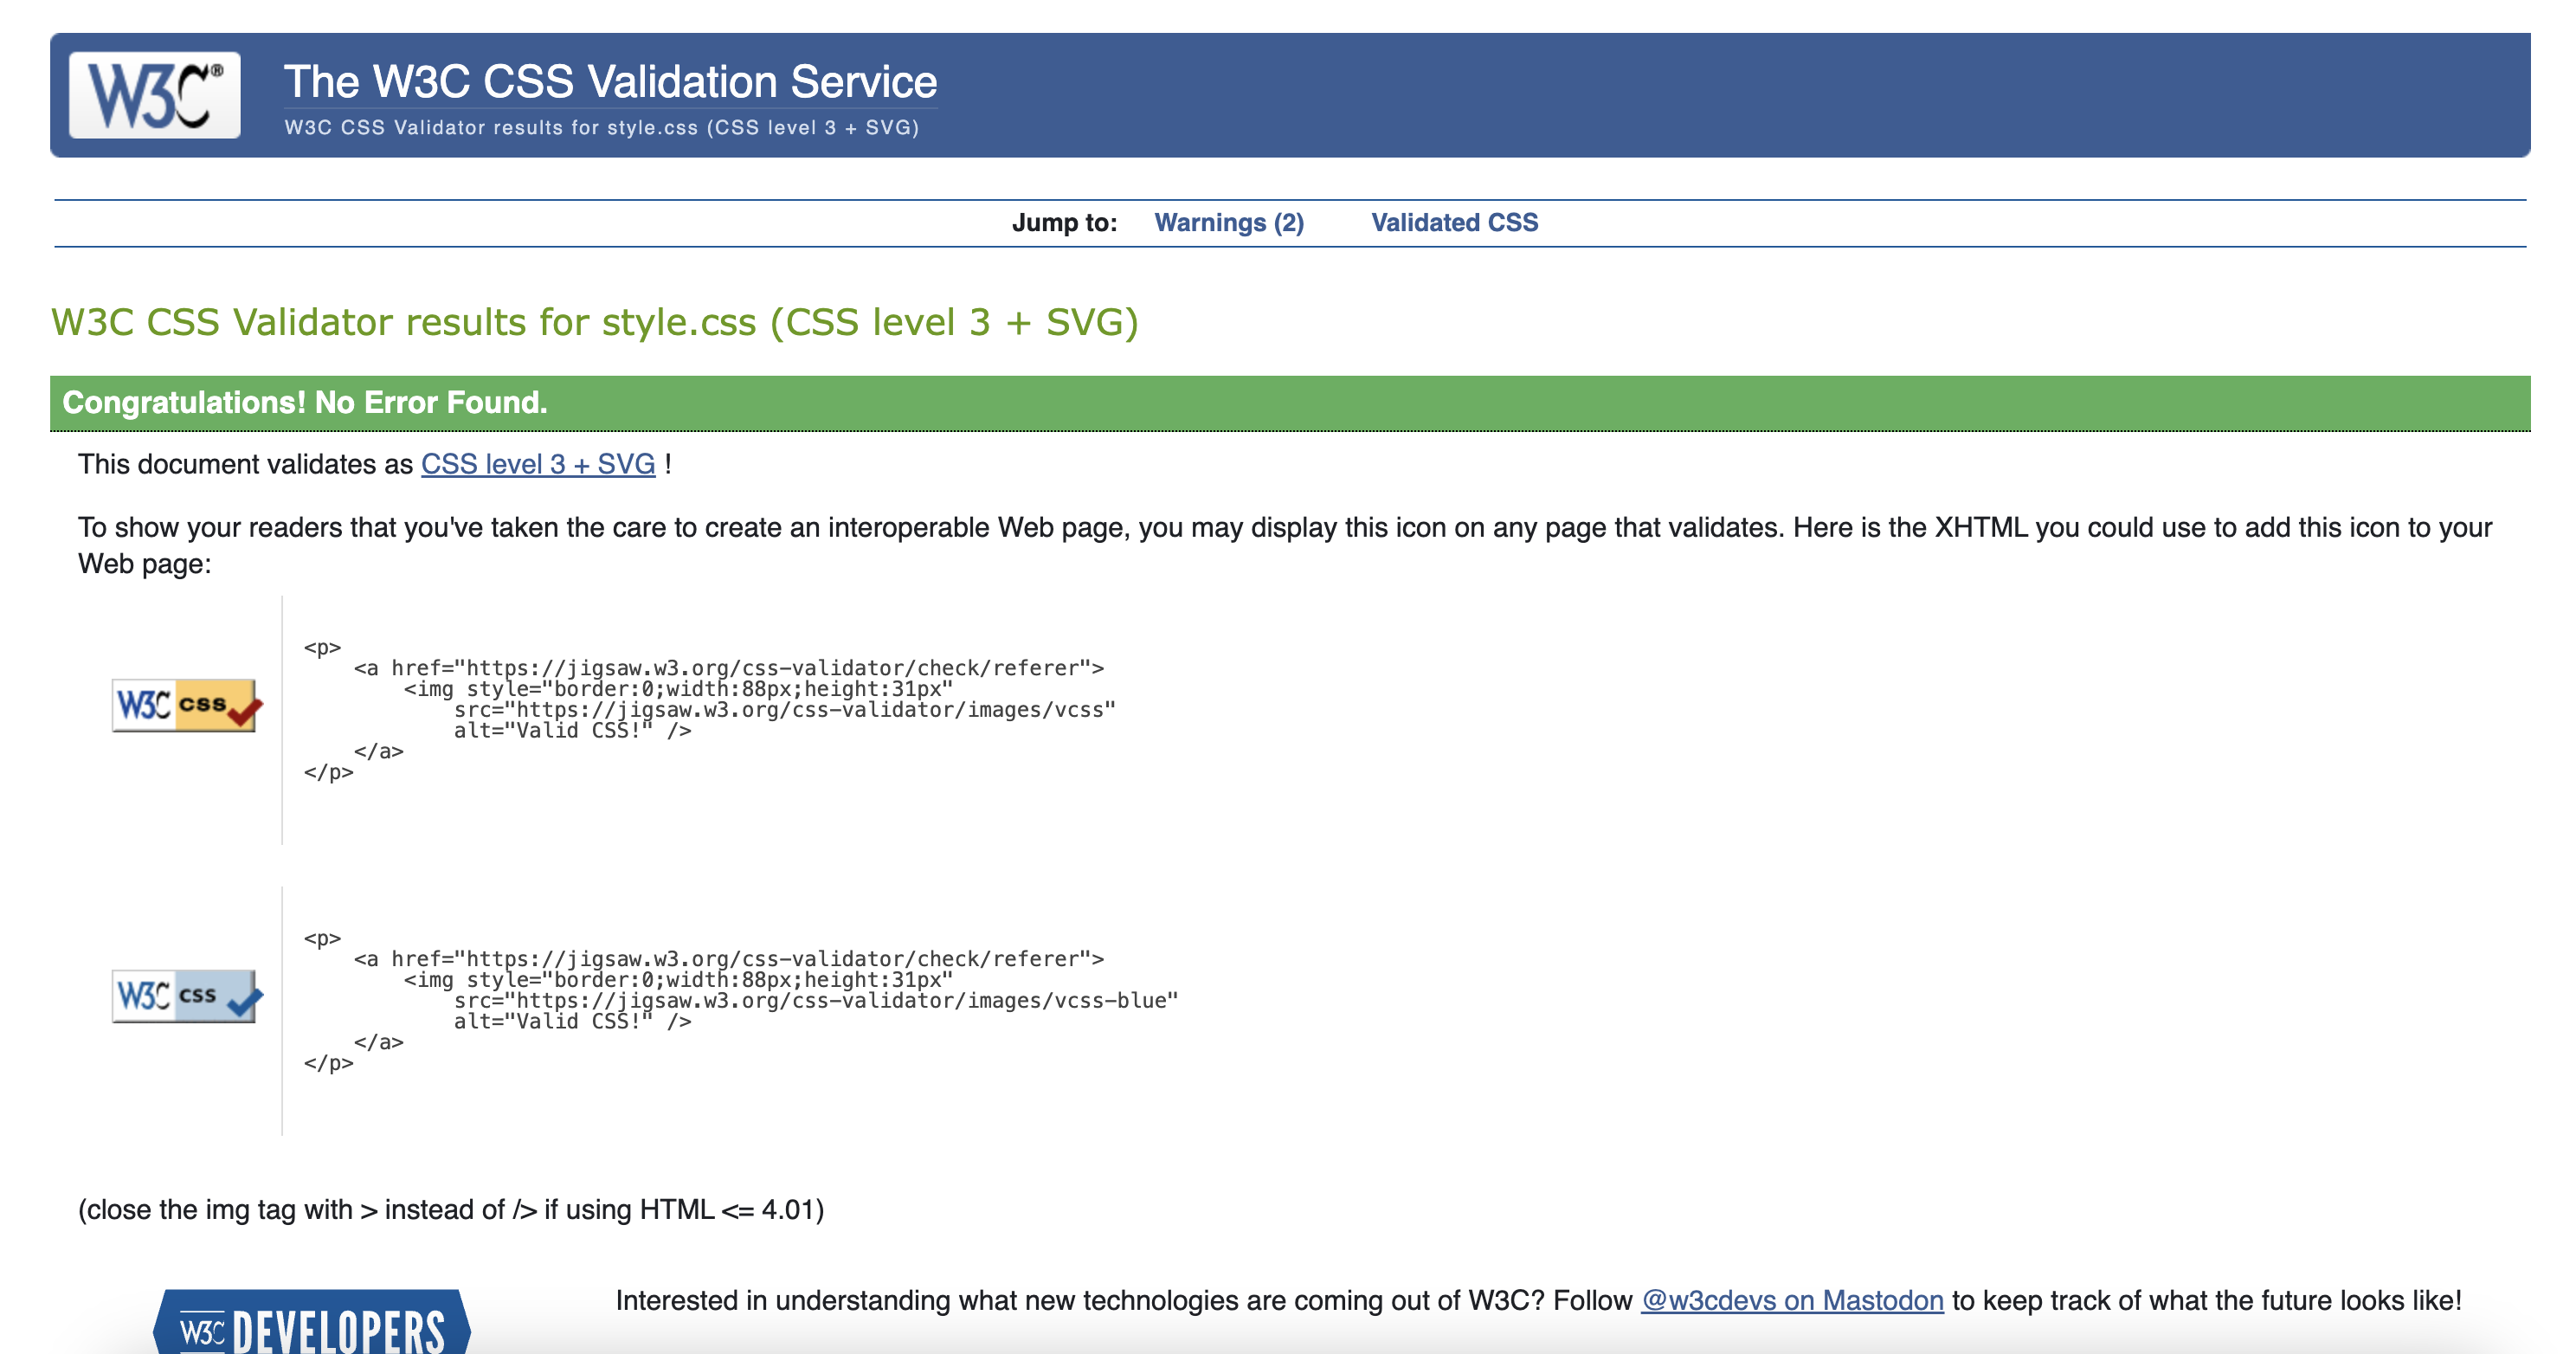 W3C®
The W3C CSS Validation Service
W3C CSS Validator results for style.css (CSS level 3 + SVG)
Jump to: Warnings (2) Validated CSS
W3C CSS Validator results for style.css (CSS level 3 + SVG)
Congratulations! No Error Found.
This document validates as CSS level 3 + SVG !
To show your readers that you've taken the care to create an interoperable Web page, you may display this icon on any page that validates. Here is the XHTML you could use to add this icon to your
Web page:
W3C css
<p>
    <a href="https://jigsaw.w3.org/css-validator/check/referer">
        <img style="border:0;width:88px;height:31px"
            src="https://jigsaw.w3.org/css-validator/images/vcss"
            alt="Valid CSS!" />
    </a>
</p>
W3C css
<p>
    <a href="https://jigsaw.w3.org/css-validator/check/referer">
        <img style="border:0;width:88px;height:31px"
            src="https://jigsaw.w3.org/css-validator/images/vcss-blue"
            alt="Valid CSS!" />
    </a>
</p>
(close the img tag with > instead of /> if using HTML <= 4.01)
W3C DEVELOPERS
Interested in understanding what new technologies are coming out of W3C? Follow @w3cdevs on Mastodon to keep track of what the future looks like!